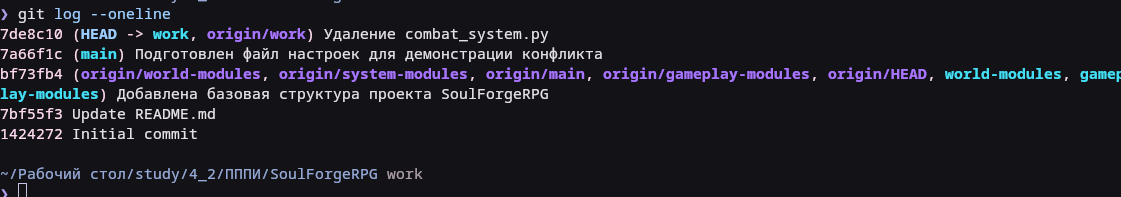 ❯ git log --oneline
7de8c10 (HEAD -> work, origin/work) Удаление combat_system.py
7a66f1c (main) Подготовлен файл настроек для демонстрации конфликта
bf73fb4 (origin/world-modules, origin/system-modules, origin/main, origin/gameplay-modules, origin/HEAD, world-modules, gamep
lay-modules) Добавлена базовая структура проекта SoulForgeRPG
7bf55f3 Update README.md
1424272 Initial commit
~/Рабочий стол/study/4_2/ПППИ/SoulForgeRPG work
❯